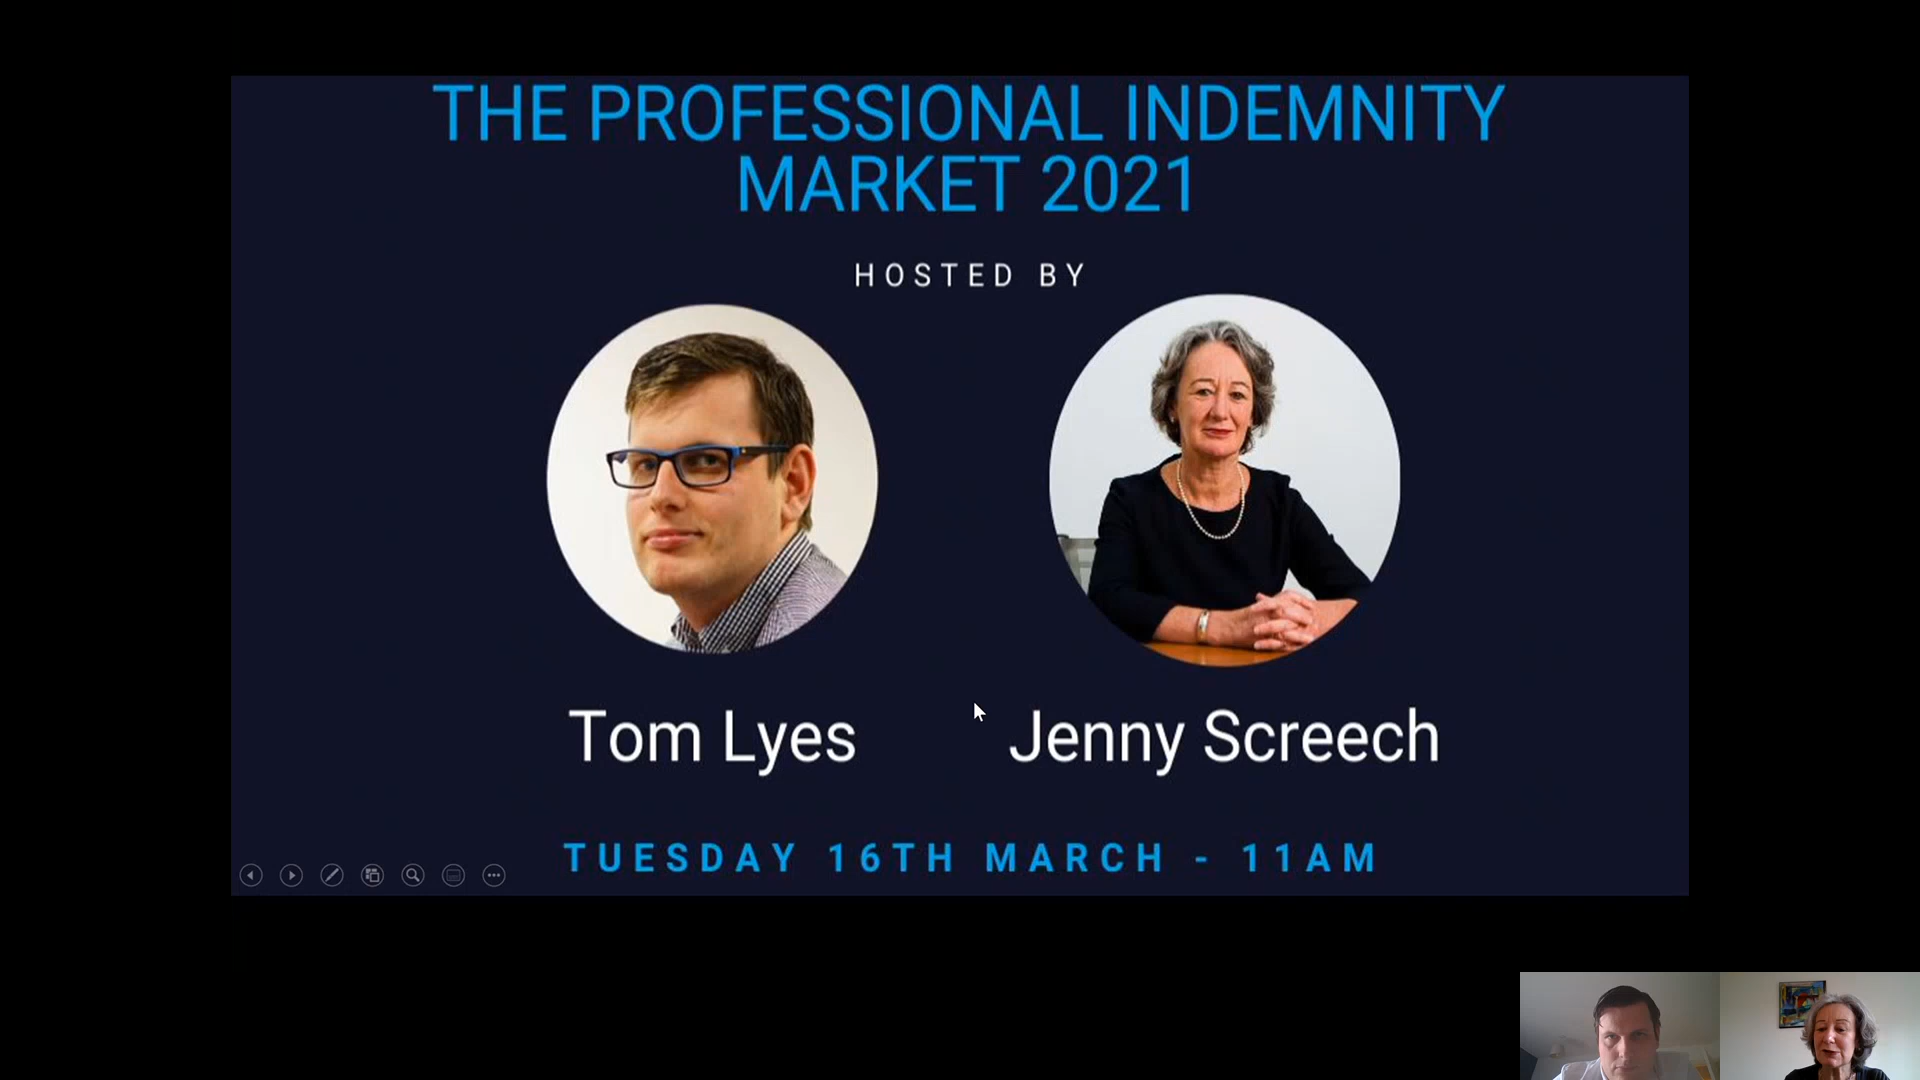 THE PROFESSIONAL INDEMNITY
MARKET 2021
HOSTED BY
Tom Lyes
Jenny Screech
TUESDAY 16TH MARCH - 11AM